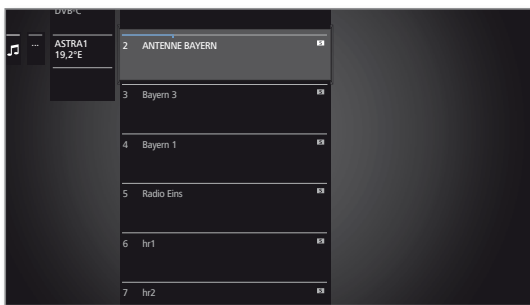 DVB-C
...
ASTRA1
19,2°E
2 ANTENNE BAYERN S
3 Bayern 3 S
4 Bayern 1 S
5 Radio Eins S
6 hr1 S
7 hr2 S